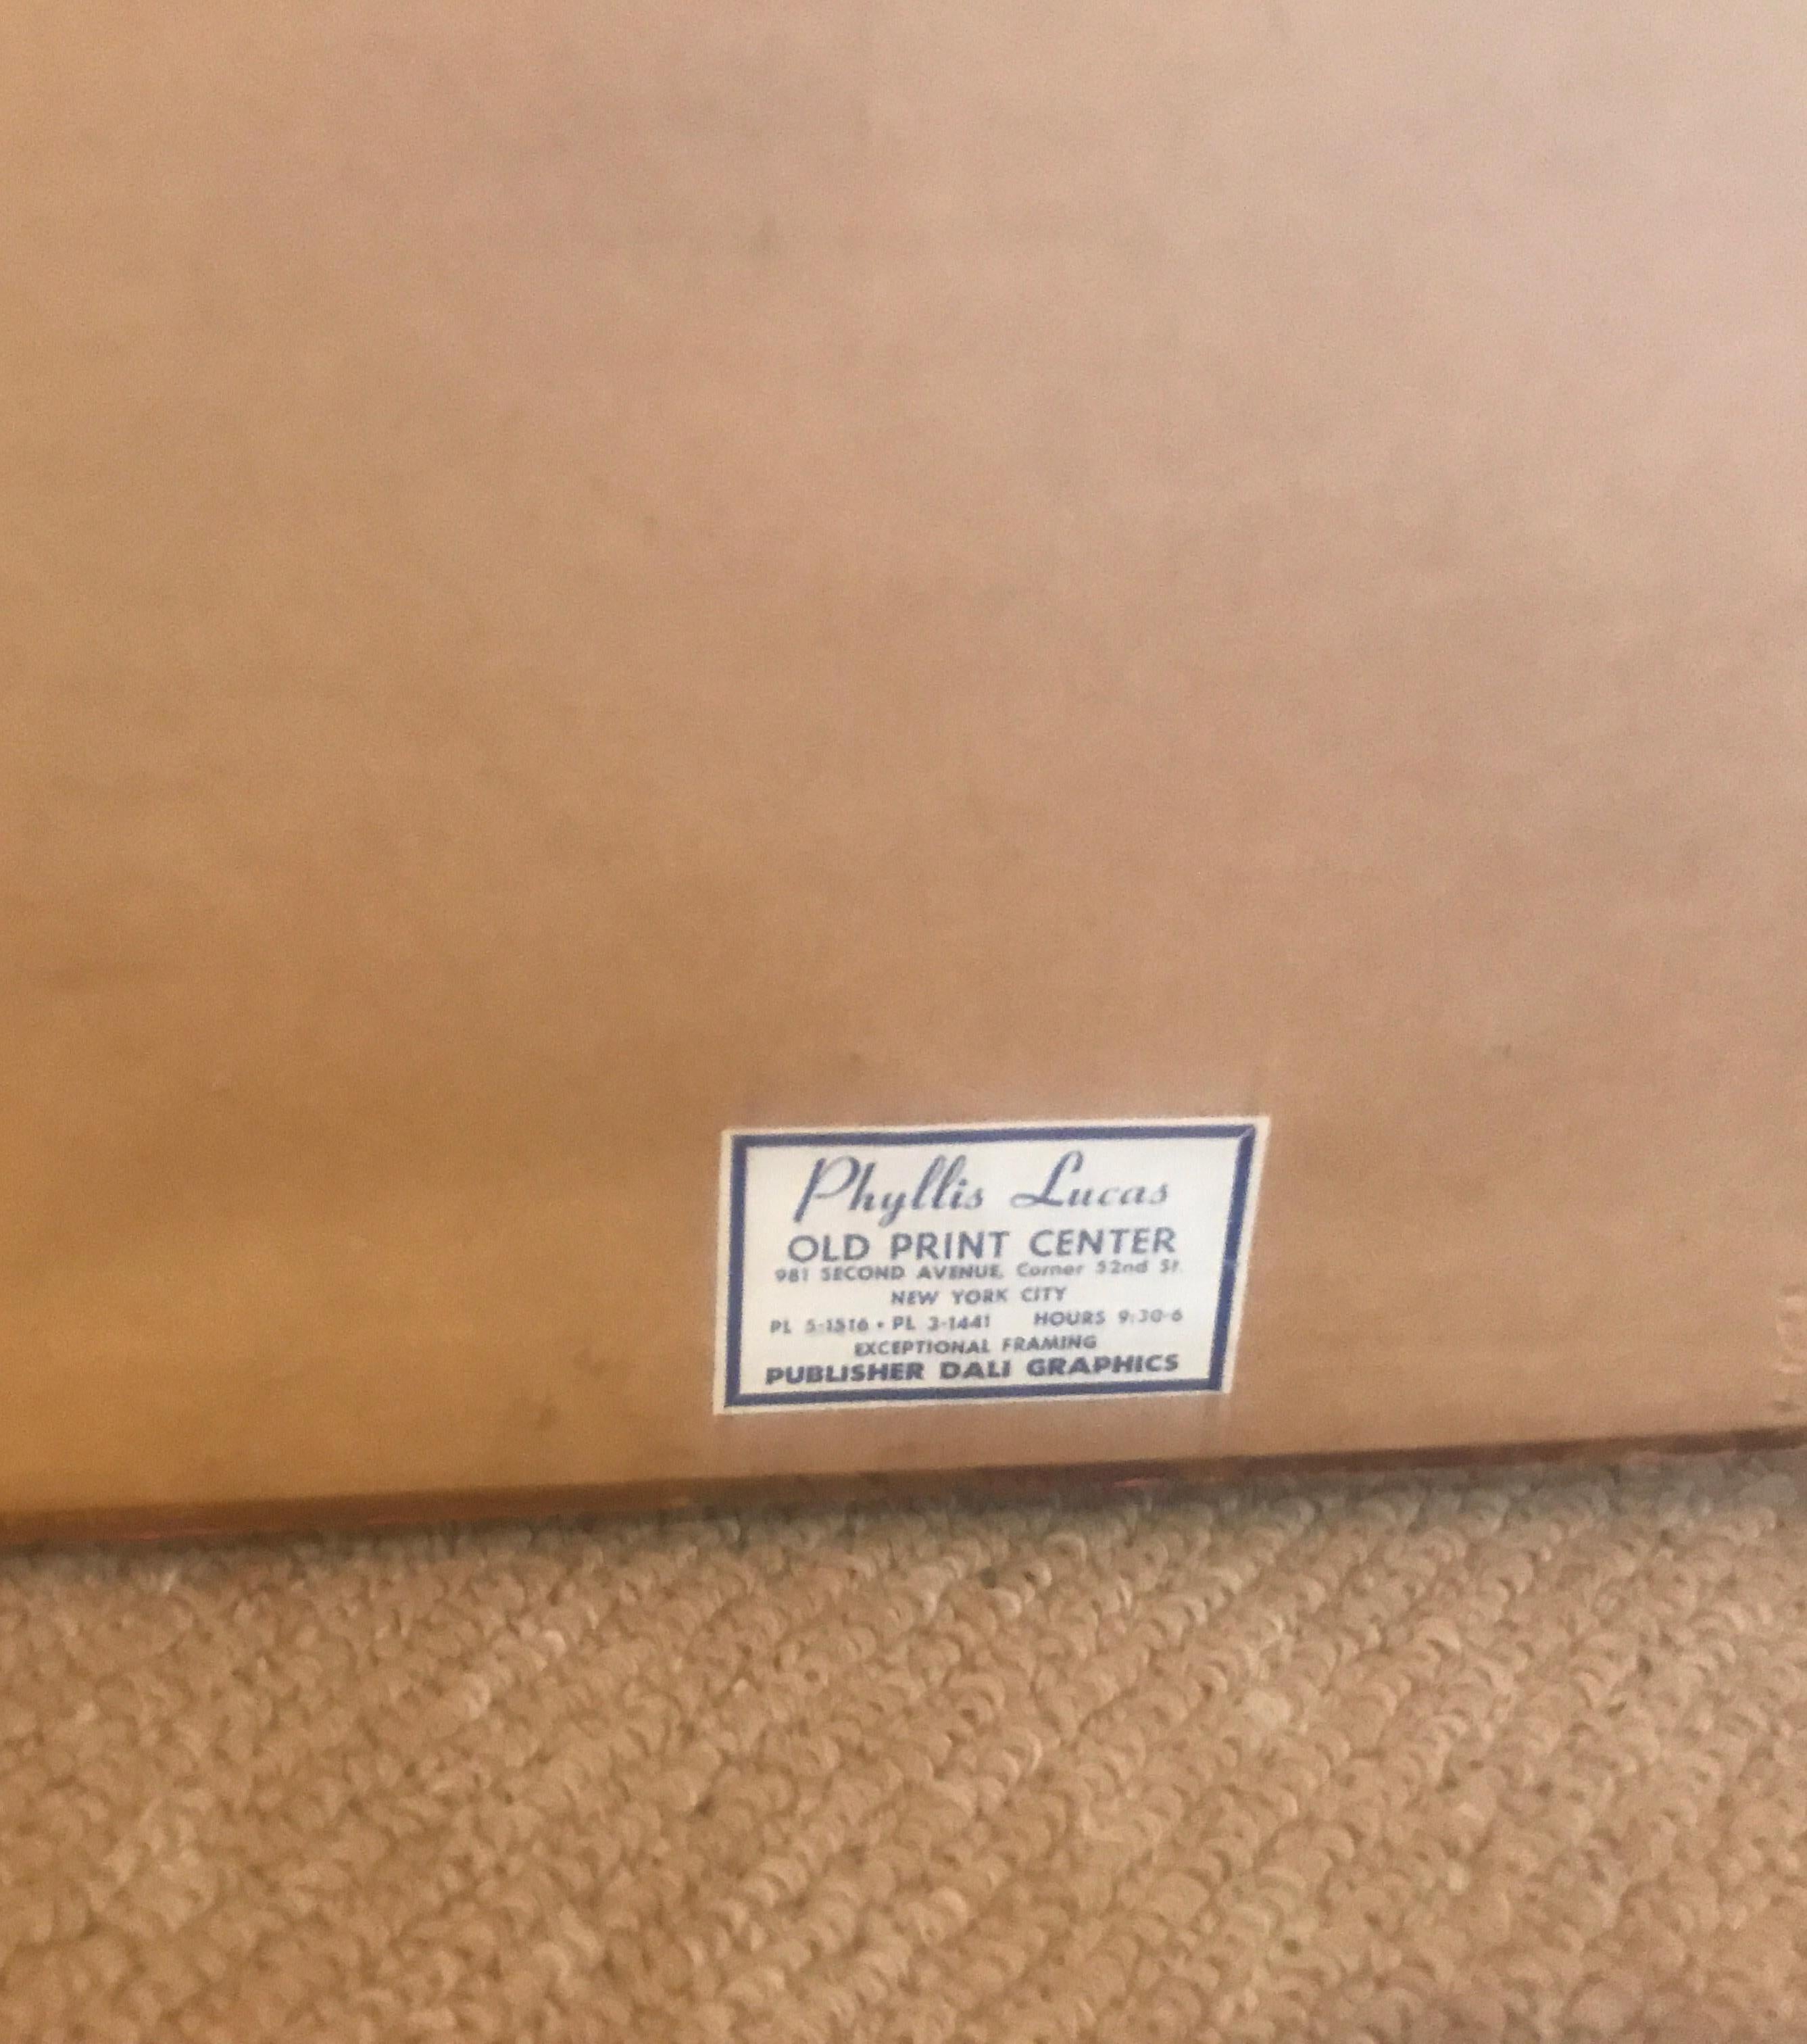 Phyllis Lucas
OLD PRINT CENTER
981 SECOND AVENUE, Corner 52nd St.
NEW YORK CITY
PL 5-1516 • PL 3-1441 HOURS 9:30-6
EXCEPTIONAL FRAMING
PUBLISHER DALI GRAPHICS